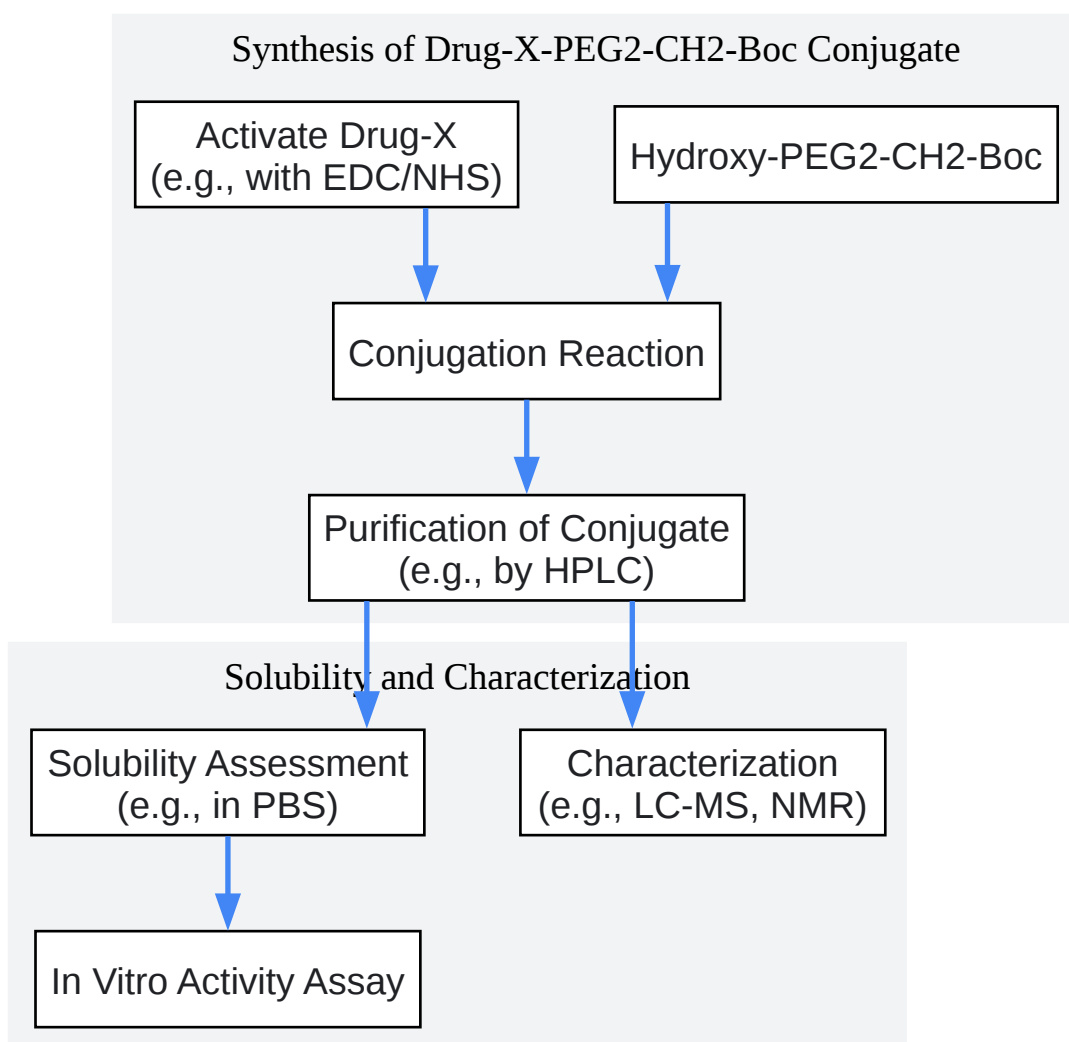 Synthesis of Drug-X-PEG2-CH2-Boc Conjugate
Activate Drug-X
(e.g., with EDC/NHS)
Hydroxy-PEG2-CH2-Boc
Conjugation Reaction
Purification of Conjugate
(e.g., by HPLC)
Solubility and Characterization
Solubility Assessment
(e.g., in PBS)
Characterization
(e.g., LC-MS, NMR)
In Vitro Activity Assay